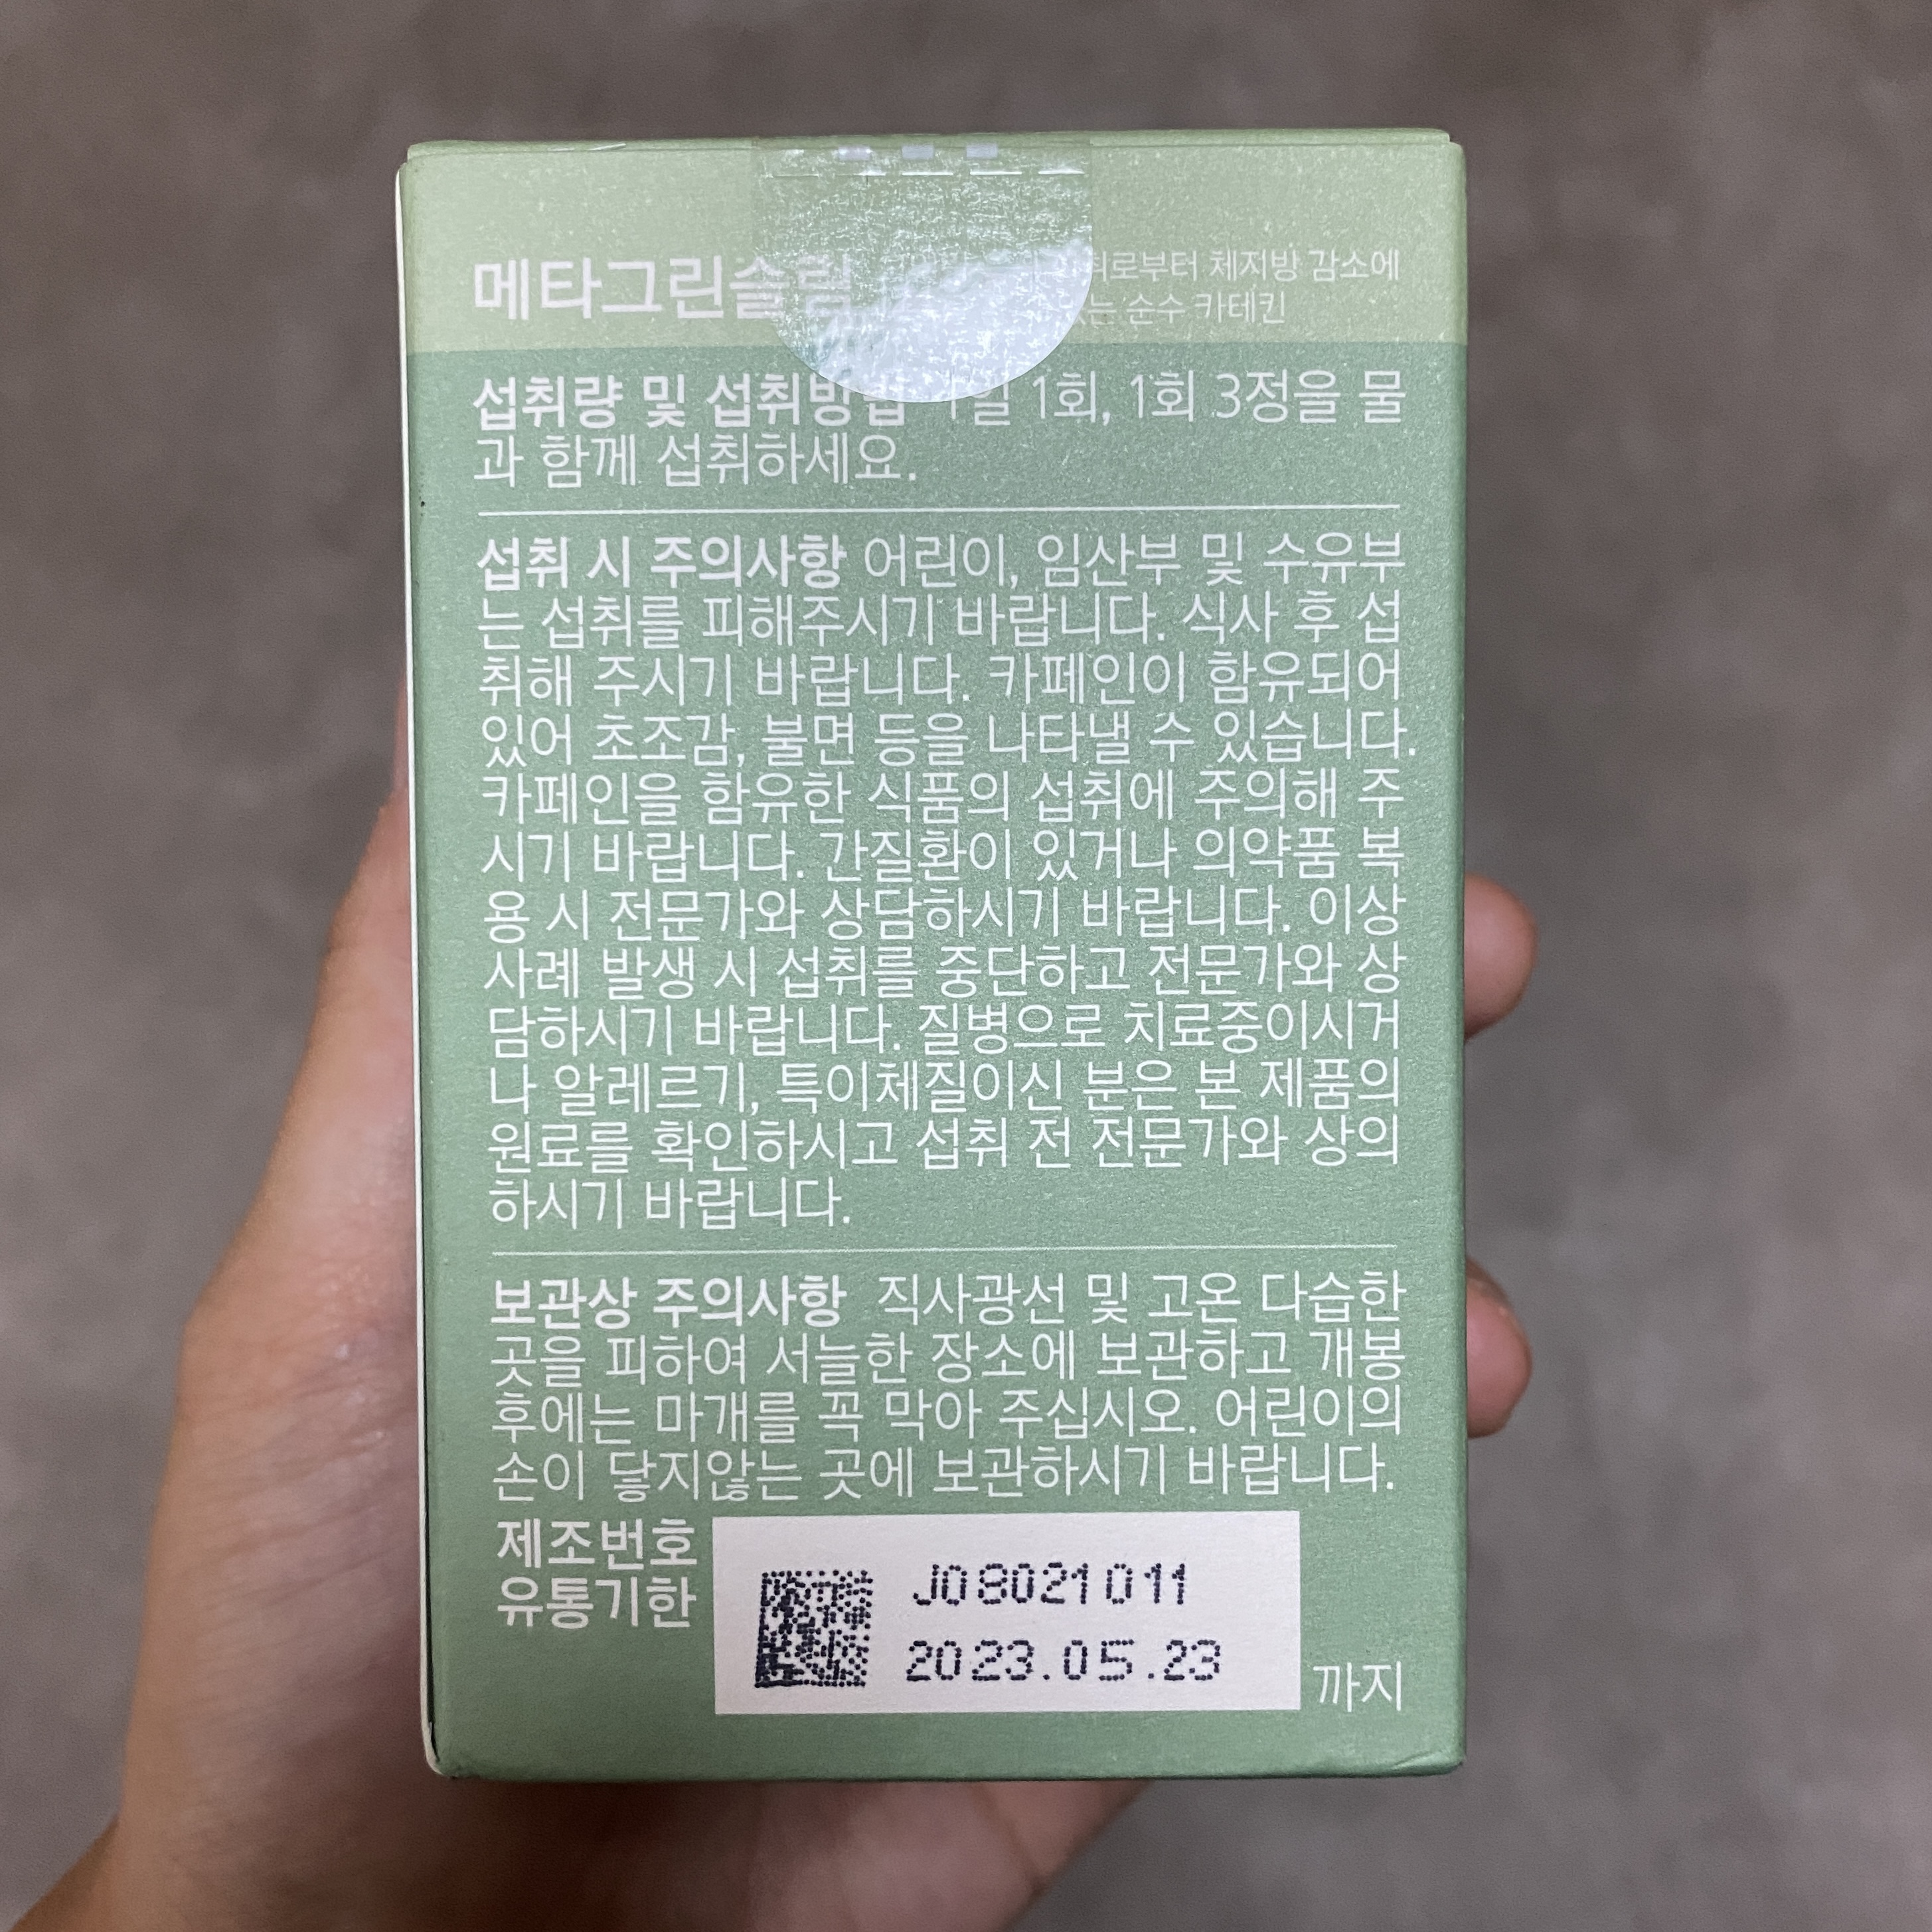 메타그린슬림
체지방 감소에
순수 카테킨
섭취량 및 섭취방법 1일 1회, 1회 3정을 물
과 함께 섭취하세요.
섭취 시 주의사항 어린이, 임산부 및 수유부
는 섭취를 피해주시기 바랍니다. 식사 후 섭
취해 주시기 바랍니다. 카페인이 함유되어
있어 초조감, 불면 등을 나타낼 수 있습니다.
카페인을 함유한 식품의 섭취에 주의해 주
시기 바랍니다. 간질환이 있거나 의약품 복
용 시 전문가와 상담하시기 바랍니다. 이상
사례 발생 시 섭취를 중단하고 전문가와 상
담하시기 바랍니다. 질병으로 치료중이시거
나 알레르기, 특이체질이신 분은 본 제품의
원료를 확인하시고 섭취 전 전문가와 상의
하시기 바랍니다.
보관상 주의사항 직사광선 및 고온 다습한
곳을 피하여 서늘한 장소에 보관하고 개봉
후에는 마개를 꼭 막아 주십시오. 어린이의
손이 닿지않는 곳에 보관하시기 바랍니다.
제조번호 J08021011
유통기한 2023.05.23 까지